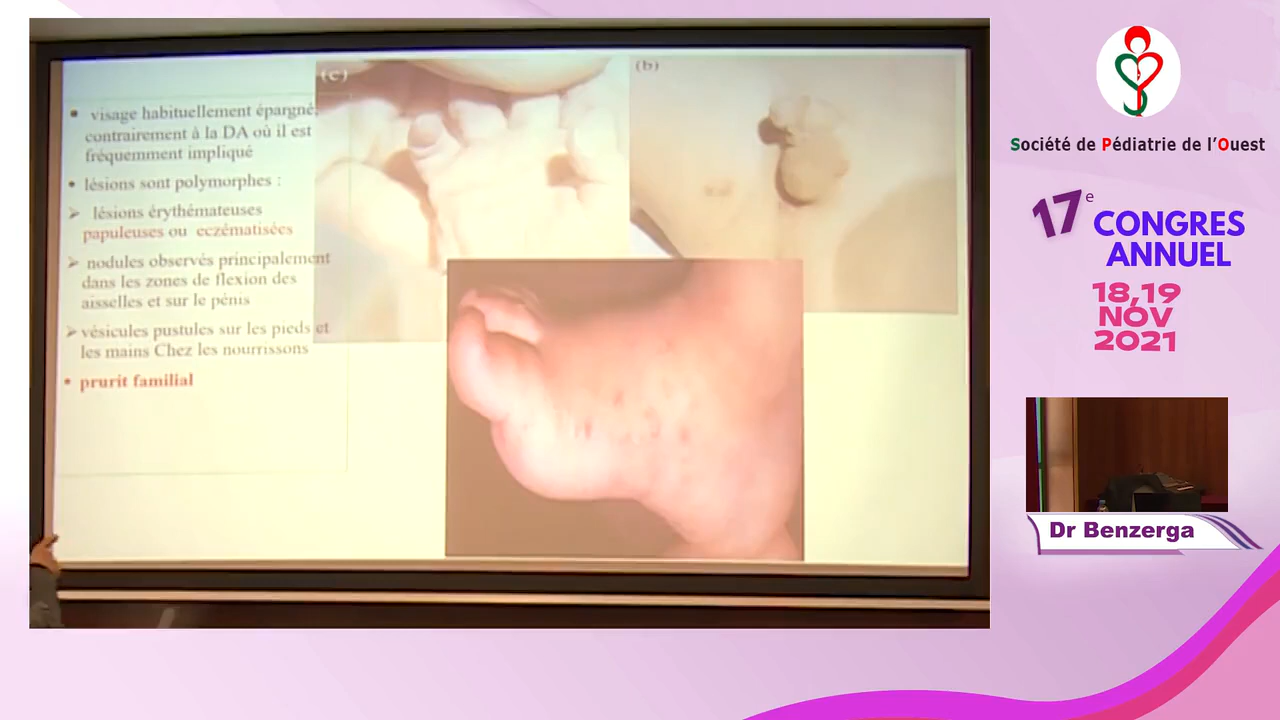 (c)
(b)
• visage habituellement épargné,
contrairement à la DA où il est
fréquemment impliqué
• lésions sont polymorphes :
➤ lésions érythémateuses
papuleuses ou eczématisées
➤ nodules observés principalement
dans les zones de flexion des
aisselles et sur le pénis
➤ vésicules pustules sur les pieds et
les mains Chez les nourrissons
• prurit familial
Société de Pédiatrie de l'Ouest
17e CONGRES
ANNUEL
18,19
NOV
2021
Dr Benzerga